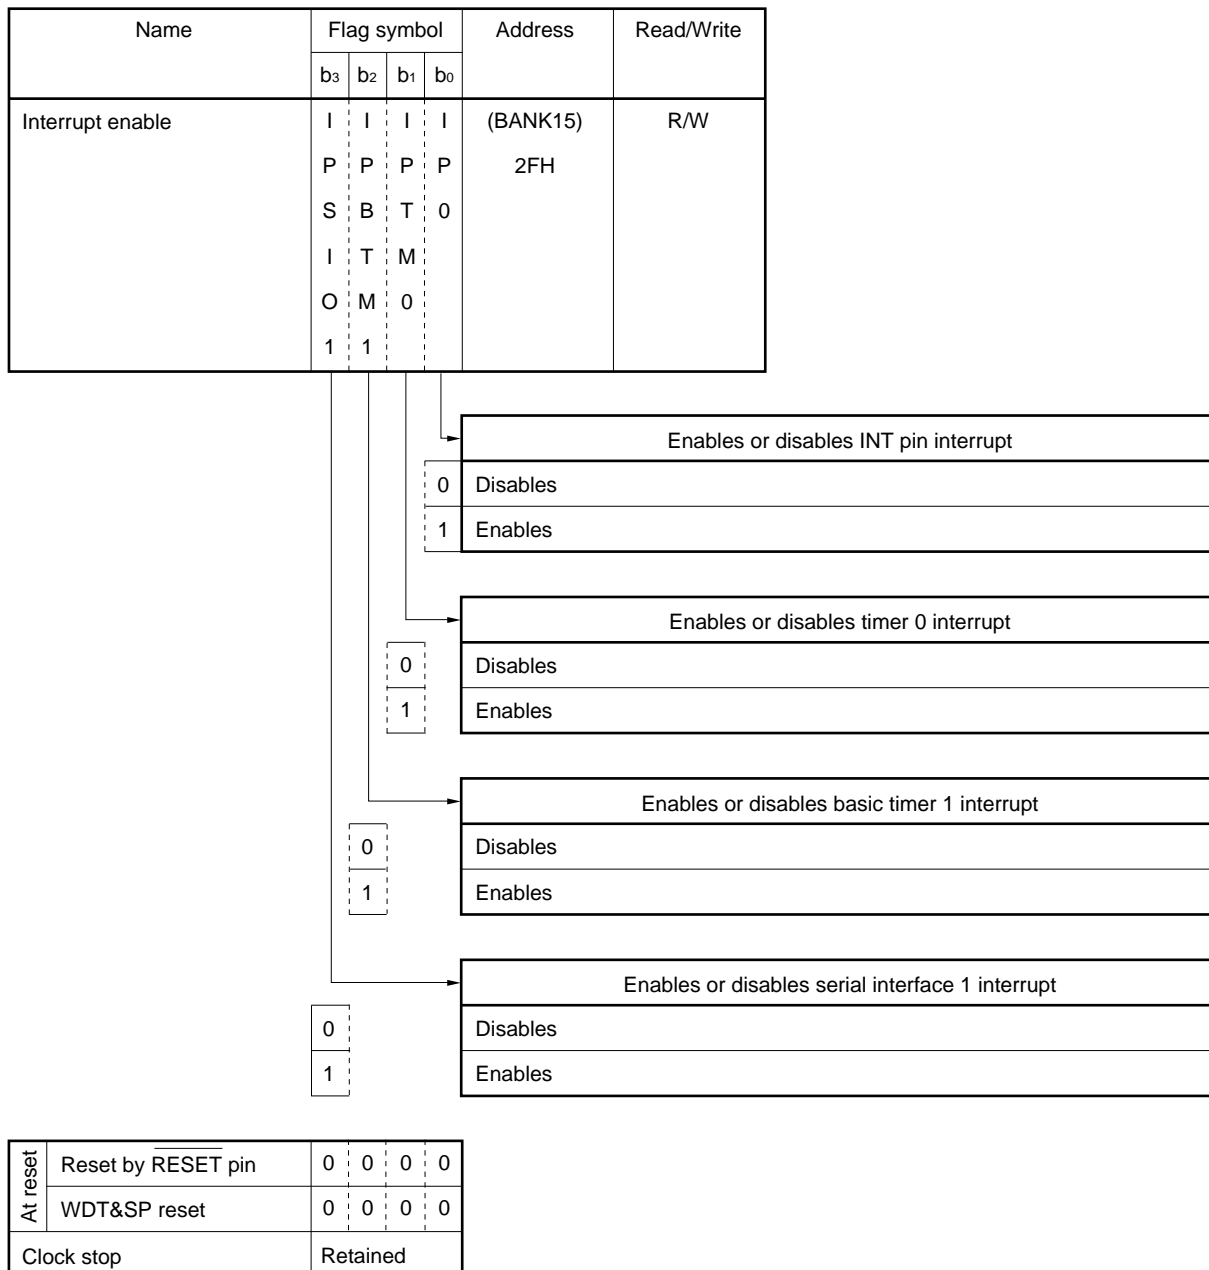 Name Flag symbol Address Read/Write
b3 b2 b1 b0
Interrupt enable I I I I (BANK15) R/W
P P P P 2FH
S B T 0
I T M
O M 0
1 1
Enables or disables INT pin interrupt
0 Disables
1 Enables
Enables or disables timer 0 interrupt
0 Disables
1 Enables
Enables or disables basic timer 1 interrupt
0 Disables
1 Enables
Enables or disables serial interface 1 interrupt
0 Disables
1 Enables
At reset
Reset by RESET pin 0 0 0 0
WDT&SP reset 0 0 0 0
Clock stop Retained